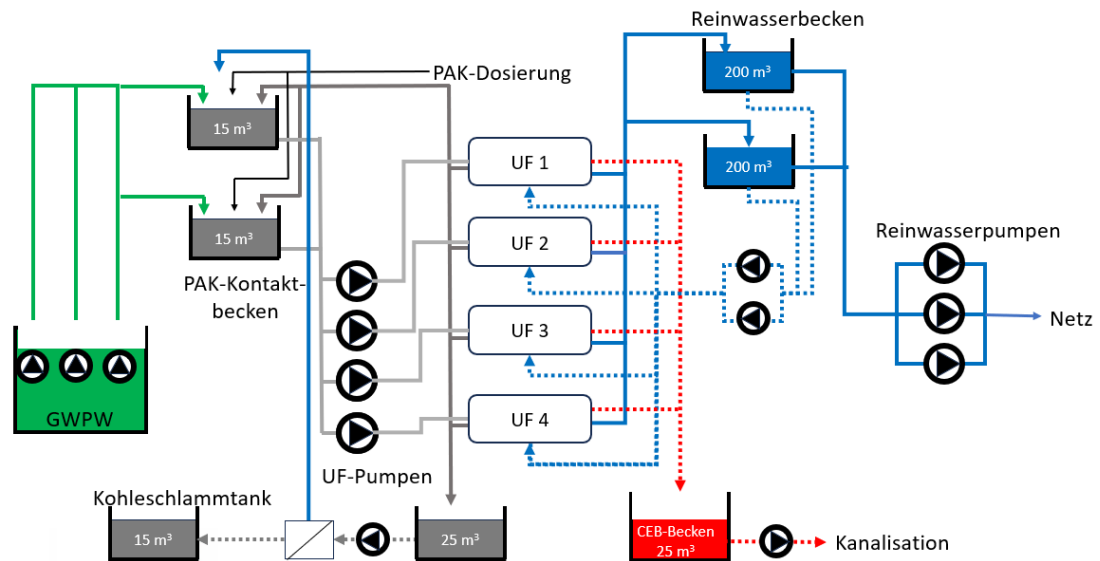 Reinwasserbecken
PAK-Dosierung
200 m³
15 m³
UF 1
200 m³
15 m³
UF 2
Reinwasserpumpen
PAK-Kontakt-
becken
UF 3
Netz
GWPW
UF 4
UF-Pumpen
Kohleschlammtank
15 m³
25 m³
CEB-Becken
25 m³
Kanalisation